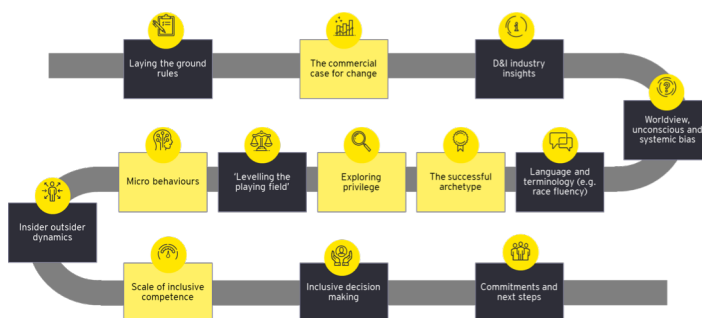 Laying the ground
rules
The commercial
case for change
D&I industry
insights
Worldview,
unconscious and
systemic bias
Language and
terminology (e.g.
race fluency)
The successful
archetype
Exploring
privilege
'Levelling the
playing field'
Micro behaviours
Insider outsider
dynamics
Scale of inclusive
competence
Inclusive decision
making
Commitments and
next steps